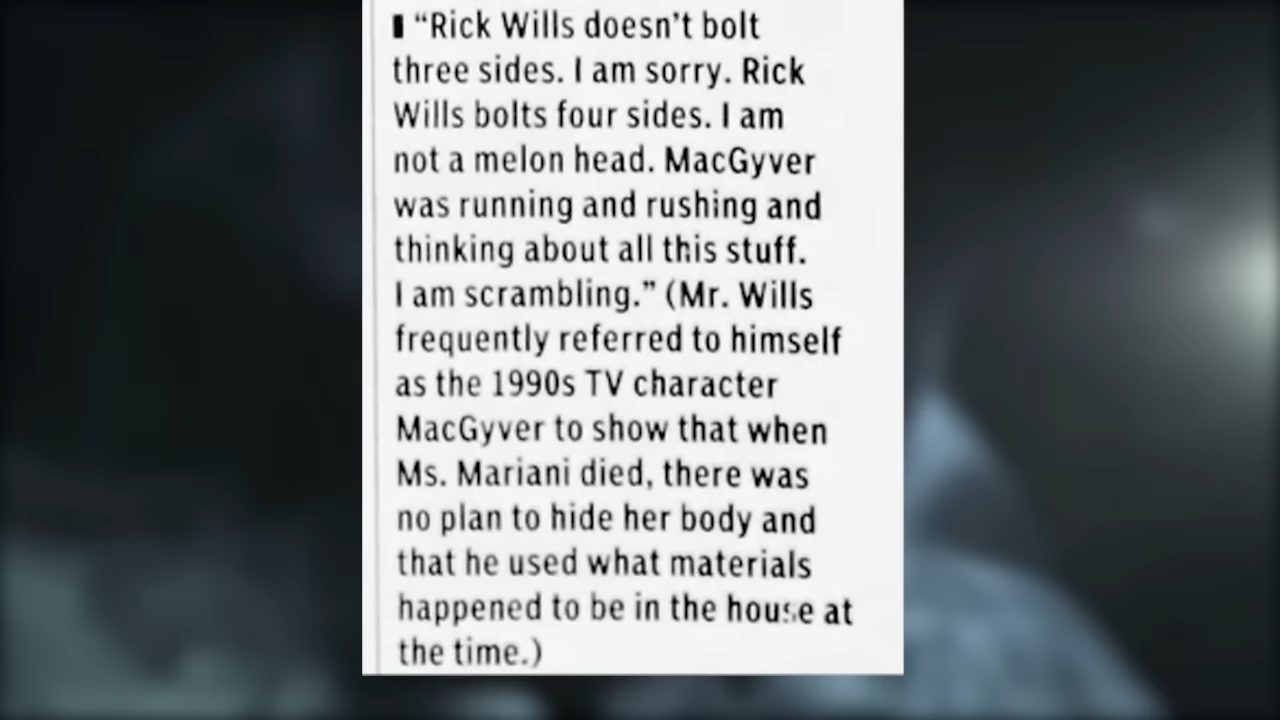 ▮ “Rick Wills doesn’t bolt
three sides. I am sorry. Rick
Wills bolts four sides. I am
not a melon head. MacGyver
was running and rushing and
thinking about all this stuff.
I am scrambling.” (Mr. Wills
frequently referred to himself
as the 1990s TV character
MacGyver to show that when
Ms. Mariani died, there was
no plan to hide her body and
that he used what materials
happened to be in the house at
the time.)